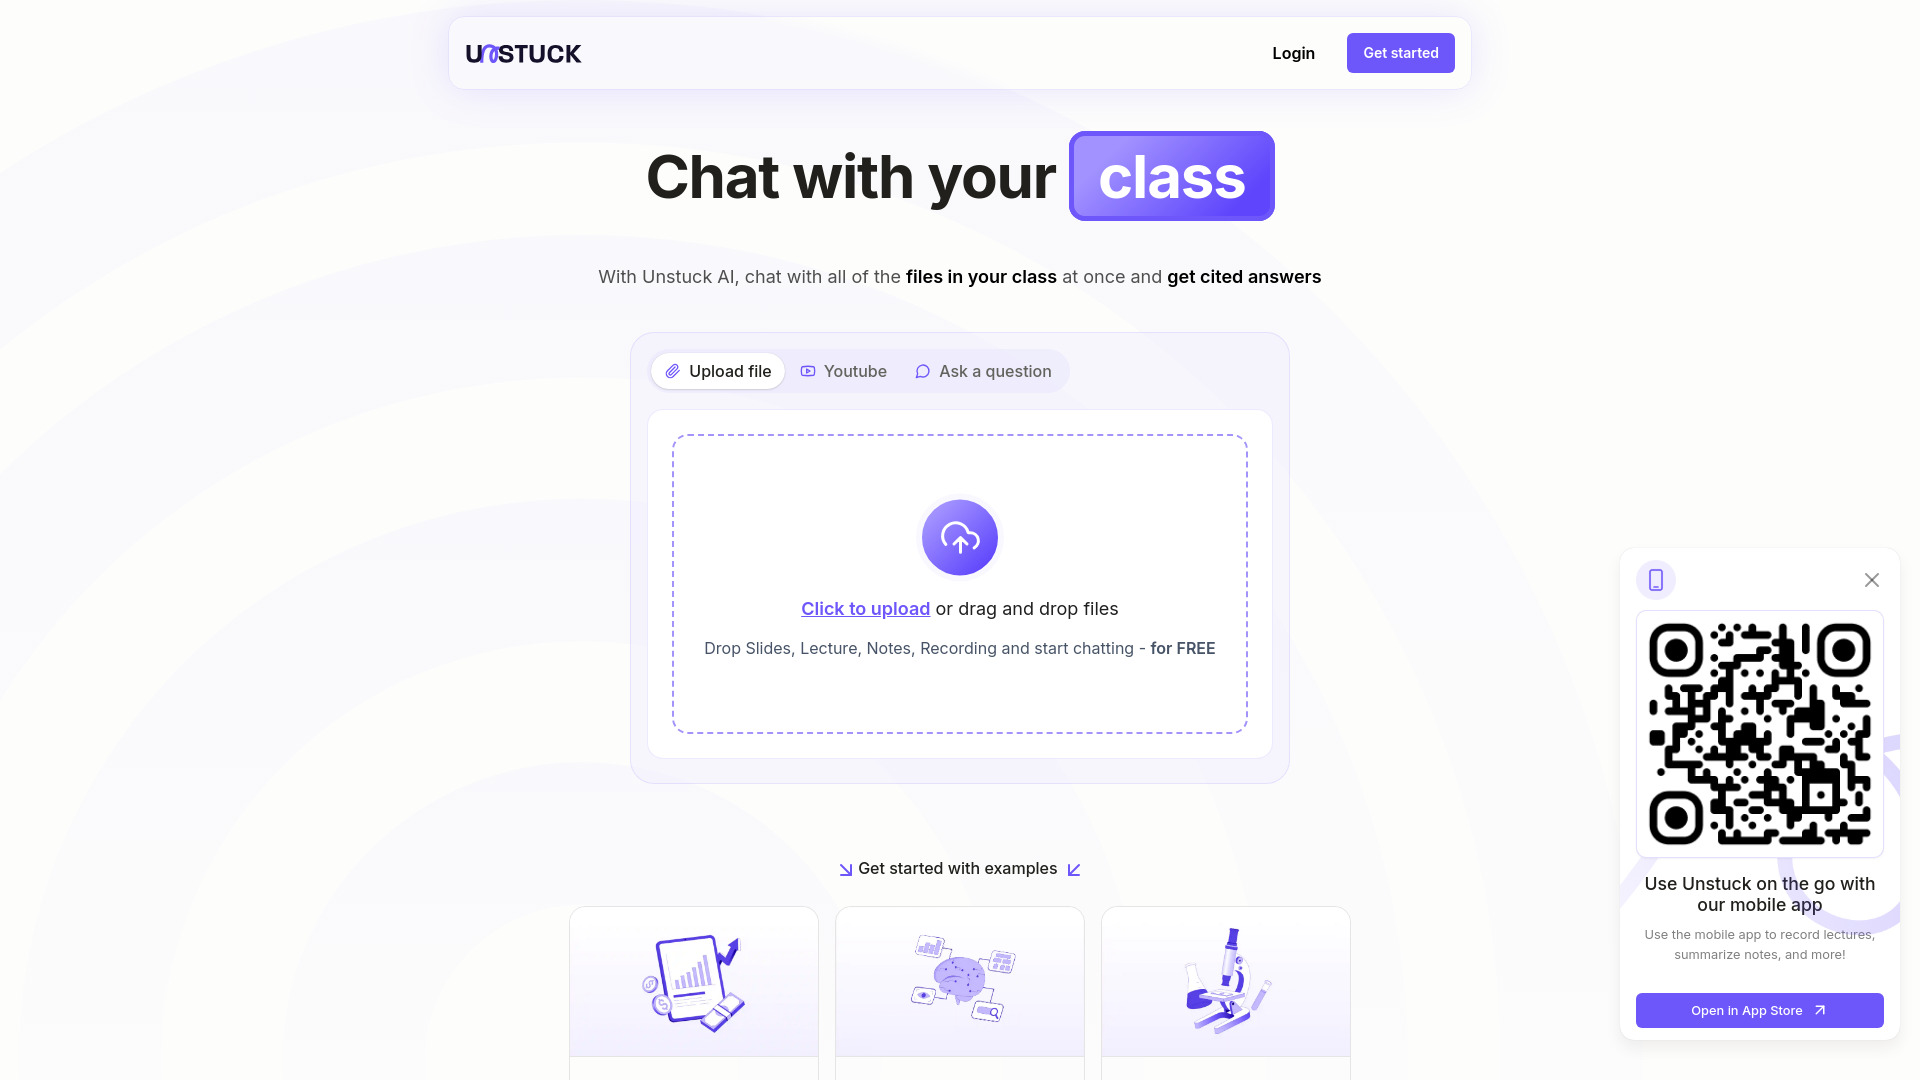 UNSTUCK
Login
Get started
Chat with your class
With Unstuck AI, chat with all of the files in your class at once and get cited answers
Upload file
Youtube
Ask a question
Click to upload or drag and drop files
Drop Slides, Lecture, Notes, Recording and start chatting - for FREE
Get started with examples
Use Unstuck on the go with
our mobile app
Use the mobile app to record lectures,
summarize notes, and more!
Open in App Store